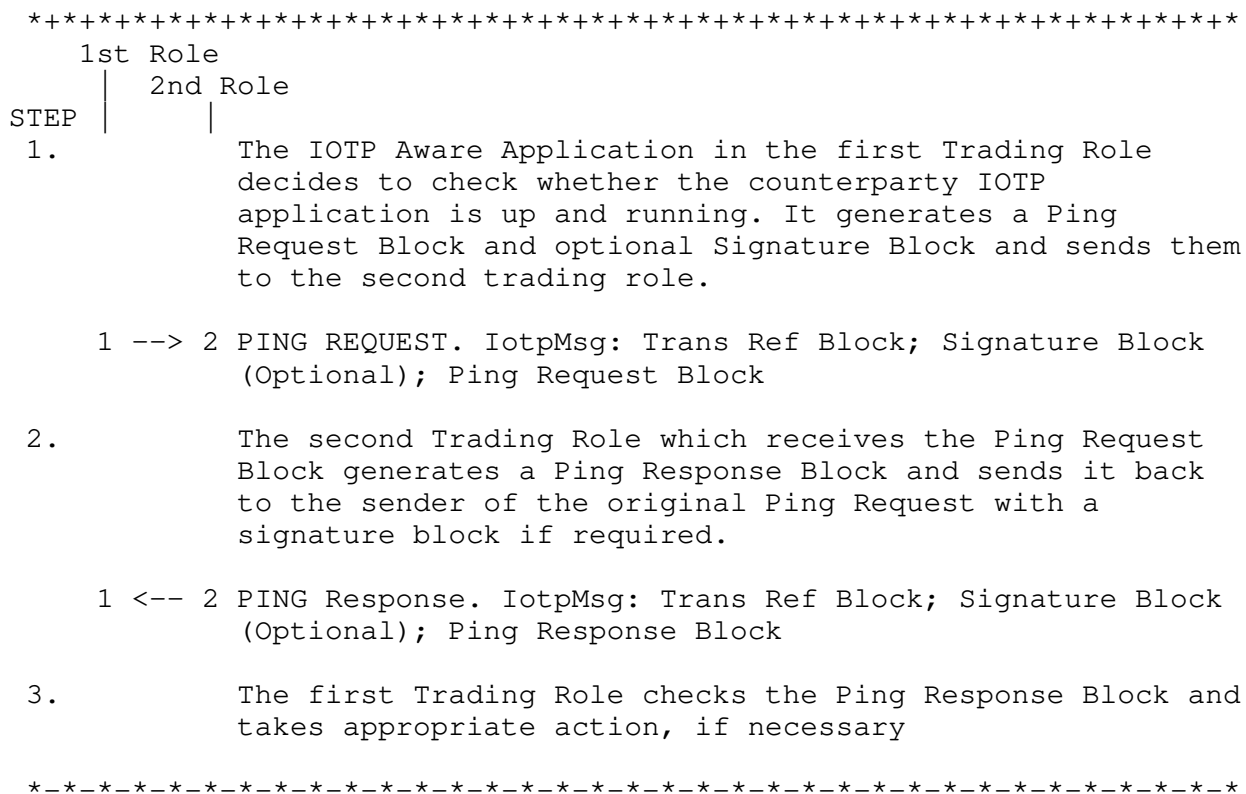 *+*+*+*+*+*+*+*+*+*+*+*+*+*+*+*+*+*+*+*+*+*+*+*+*+*+*+*+*+*+*+*+*+*+*
1st Role
| 2nd Role
STEP | |
1. The IOTP Aware Application in the first Trading Role
decides to check whether the counterparty IOTP
application is up and running. It generates a Ping
Request Block and optional Signature Block and sends them
to the second trading role.
1 --> 2 PING REQUEST. IotpMsg: Trans Ref Block; Signature Block
(Optional); Ping Request Block
2. The second Trading Role which receives the Ping Request
Block generates a Ping Response Block and sends it back
to the sender of the original Ping Request with a
signature block if required.
1 <-- 2 PING Response. IotpMsg: Trans Ref Block; Signature Block
(Optional); Ping Response Block
3. The first Trading Role checks the Ping Response Block and
takes appropriate action, if necessary
*-*-*-*-*-*-*-*-*-*-*-*-*-*-*-*-*-*-*-*-*-*-*-*-*-*-*-*-*-*-*-*-*-*-*